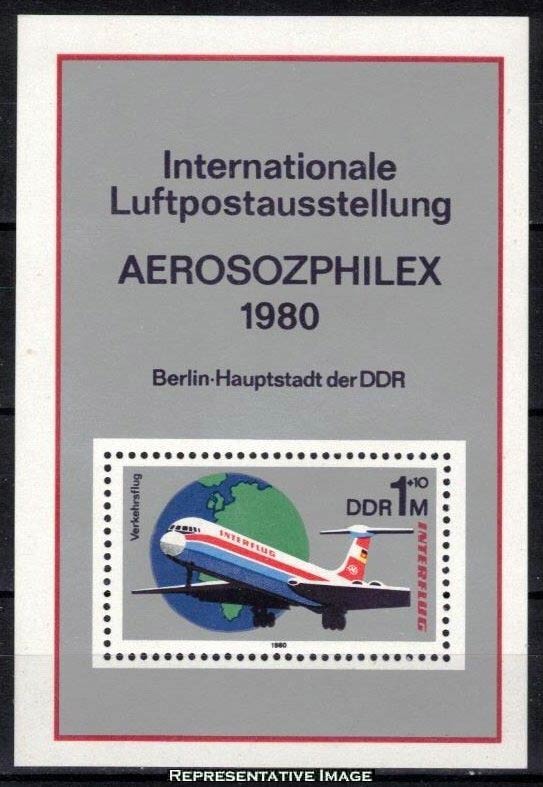 Internationale
Luftpostausstellung
AEROSOZPHILEX
1980
Berlin·Hauptstadt der DDR
Verkehrsflug
DDR 1+10 M
INTERFLUG
INTERFLUG
1980
REPRESENTATIVE IMAGE